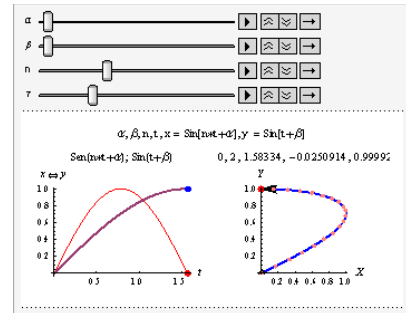 α
β
n
τ
α, β, n, t, x = Sin[n*t+α], y = Sin[t+β]
Sen(n*t+α); Sin(t+β)
0, 2, 1.58334, -0.0250914, 0.99992
x ⇔ y
Y
1.0 1.0
0.8 0.8
0.6 0.6
0.4 0.4
0.2 0.2
0.5 1.0 1.5 t
0.2 0.4 0.6 0.8 1.0 X